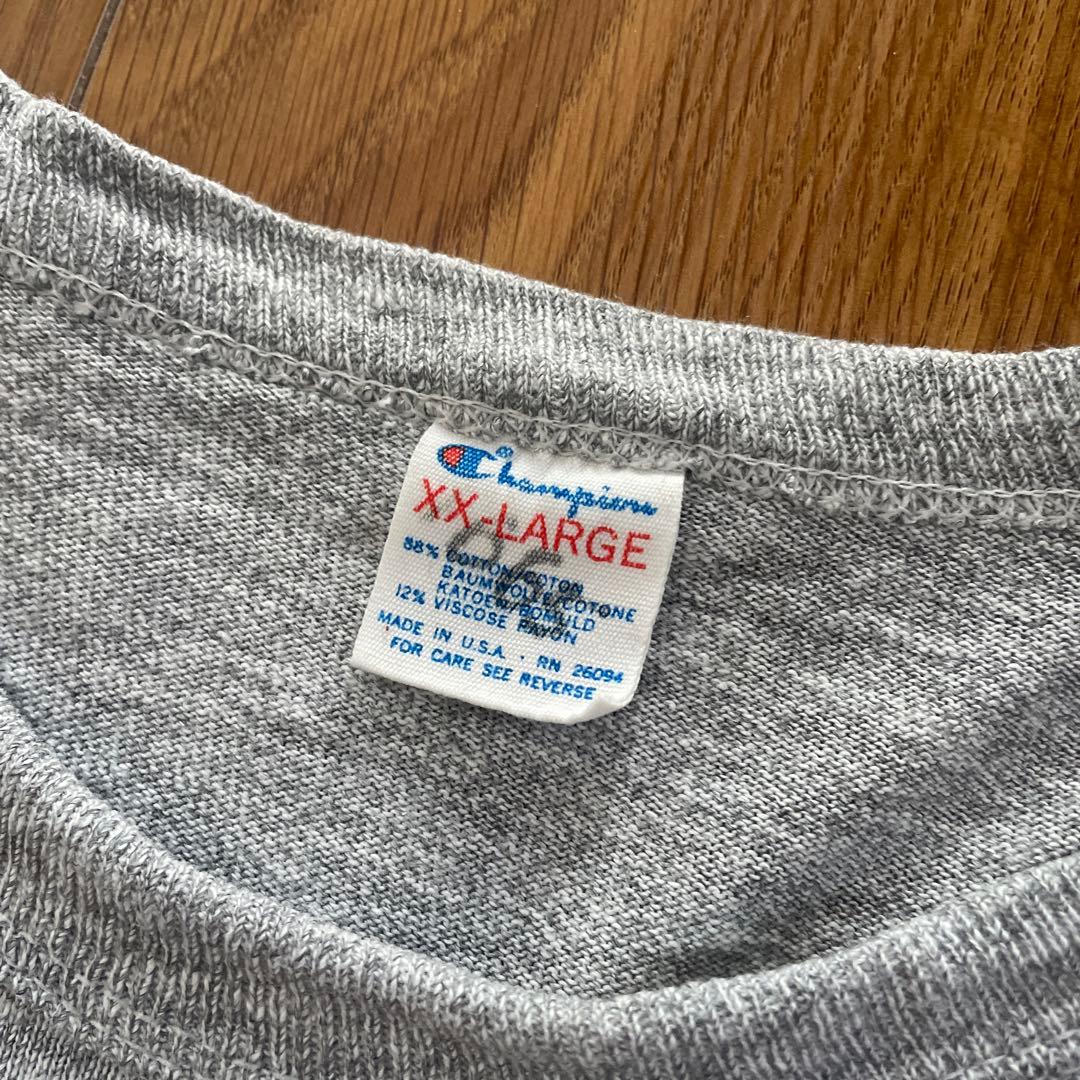 Champion
XX-LARGE
88% COTTON/COTON
BAUMWOLLE/COTONE
KATOEN/BOMULD
12% VISCOSE RAYON
MADE IN U.S.A. · RN 26094
FOR CARE SEE REVERSE